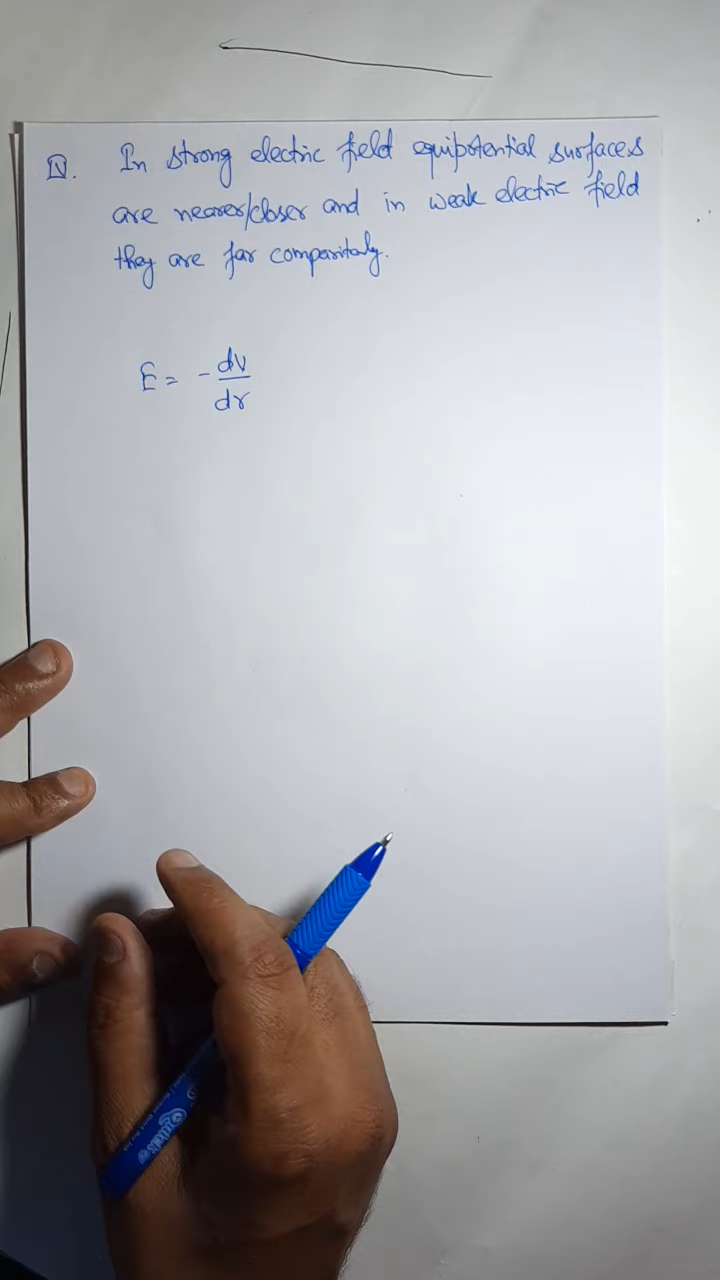 IV. In strong electric field equipotential surfaces
are nearer/closer and in weak electric field
they are far comparitaly.
E = - dV
dr